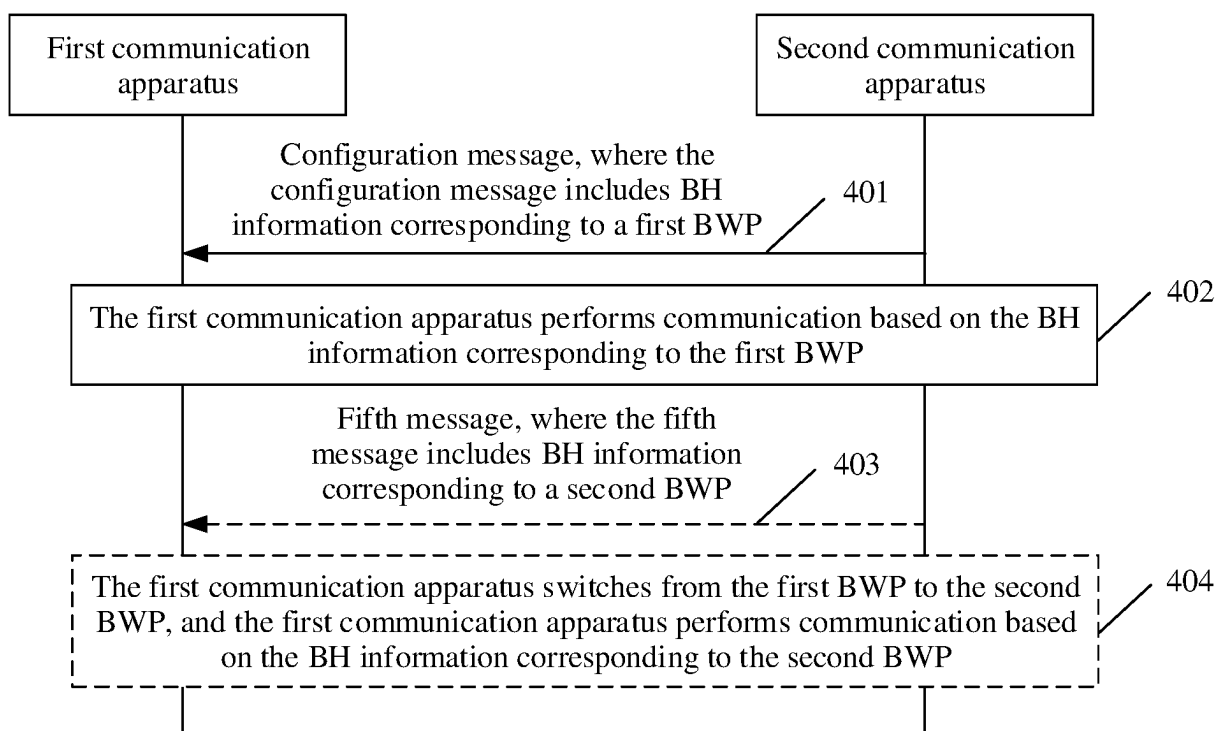 First communication
apparatus
Second communication
apparatus
Configuration message, where the
configuration message includes BH
information corresponding to a first BWP
401
The first communication apparatus performs communication based on the BH
information corresponding to the first BWP
402
Fifth message, where the fifth
message includes BH information
corresponding to a second BWP
403
The first communication apparatus switches from the first BWP to the second
BWP, and the first communication apparatus performs communication based
on the BH information corresponding to the second BWP
404